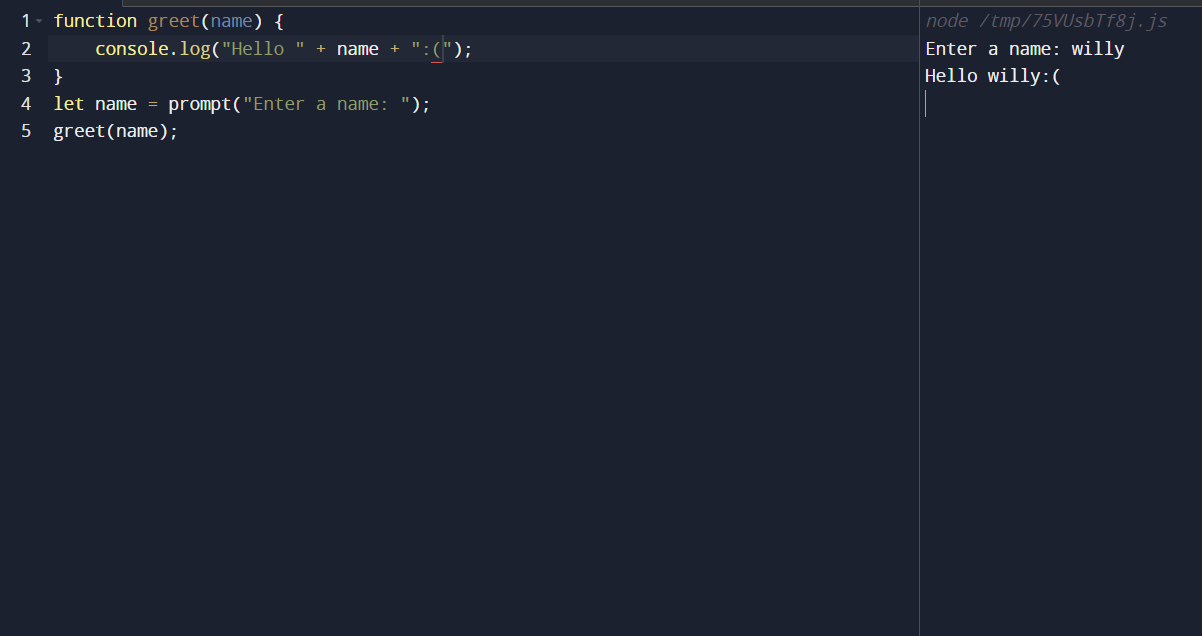 1 function greet(name) {
2     console.log("Hello " + name + ":(");
3 }
4 let name = prompt("Enter a name: ");
5 greet(name);
node /tmp/75VUsbTf8j.js
Enter a name: willy
Hello willy:(